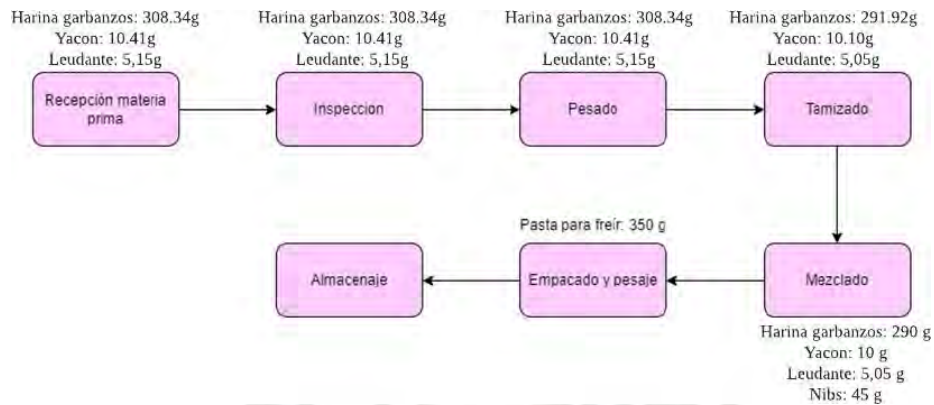 Harina garbanzos: 308.34g
Yacon: 10.41g
Leudante: 5,15g
Recepción materia
prima
Harina garbanzos: 308.34g
Yacon: 10.41g
Leudante: 5,15g
Inspeccion
Harina garbanzos: 308.34g
Yacon: 10.41g
Leudante: 5,15g
Pesado
Harina garbanzos: 291.92g
Yacon: 10.10g
Leudante: 5,05g
Tamizado
Mezclado
Harina garbanzos: 290 g
Yacon: 10 g
Leudante: 5,05 g
Nibs: 45 g
Pasta para freír: 350 g
Empacado y pesaje
Almacenaje